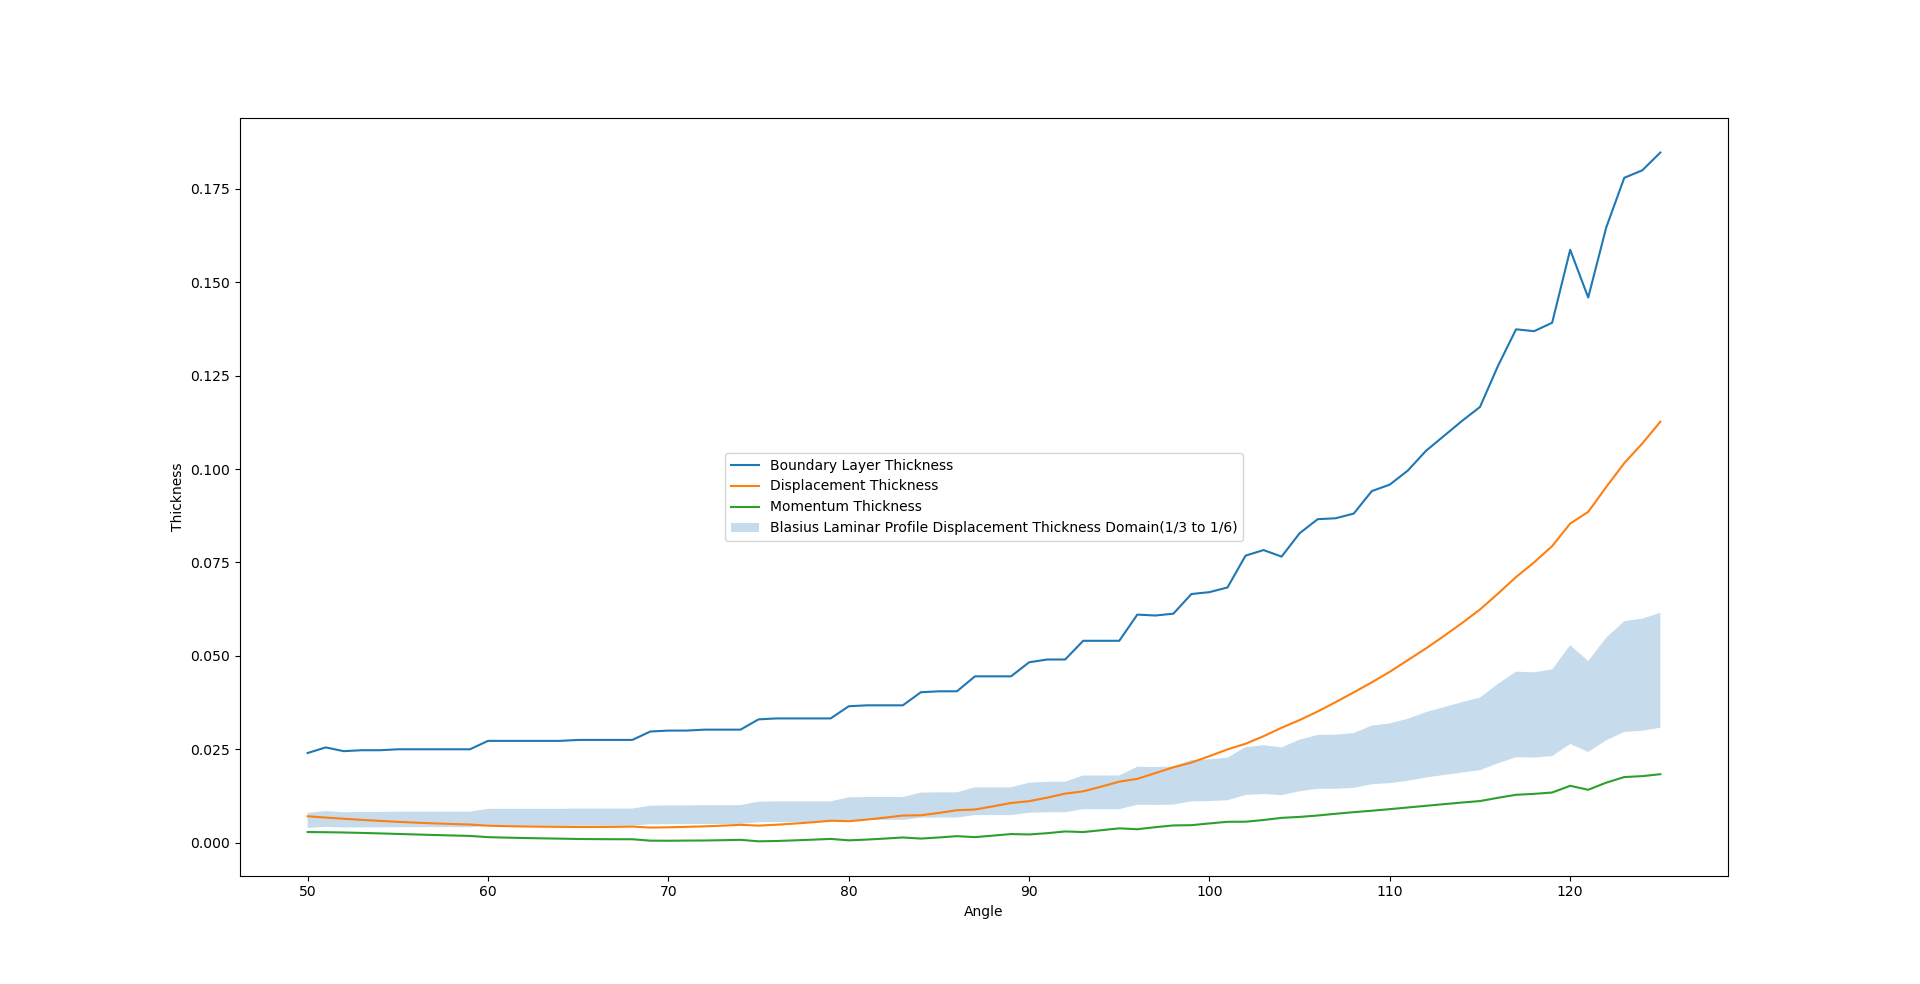 0.175
0.150
0.125
0.100
0.075
0.050
0.025
0.000
Thickness
Boundary Layer Thickness
Displacement Thickness
Momentum Thickness
Blasius Laminar Profile Displacement Thickness Domain(1/3 to 1/6)
50 60 70 80 90 100 110 120
Angle